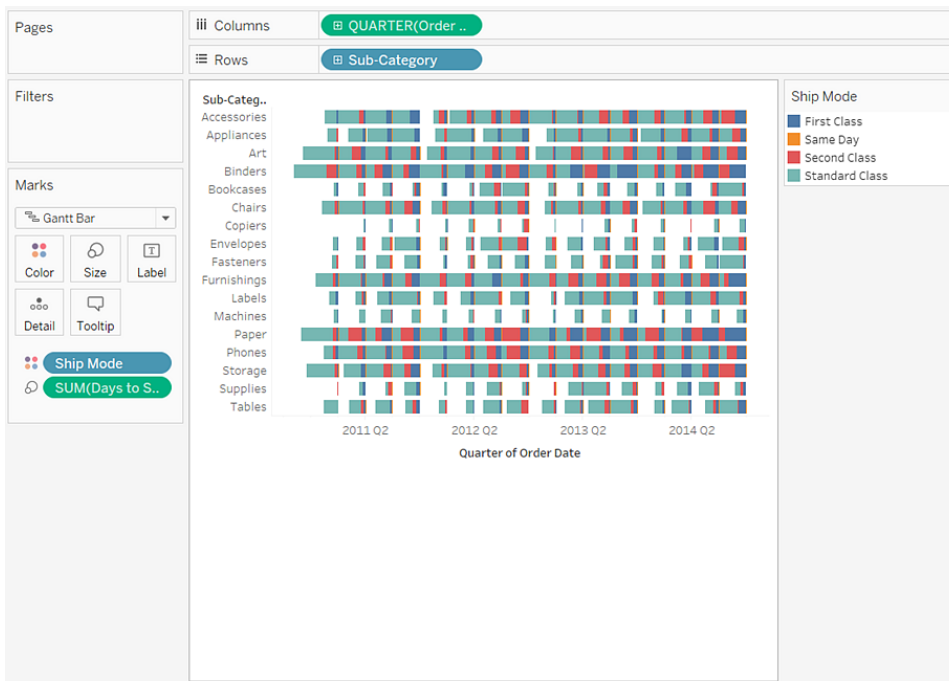 Pages
Columns
QUARTER(Order ..
Rows
Sub-Category
Filters
Marks
Gantt Bar
Color
Size
Label
Detail
Tooltip
Ship Mode
SUM(Days to S..
Sub-Categ..
Accessories
Appliances
Art
Binders
Bookcases
Chairs
Copiers
Envelopes
Fasteners
Furnishings
Labels
Machines
Paper
Phones
Storage
Supplies
Tables
2011 Q2 2012 Q2 2013 Q2 2014 Q2
Quarter of Order Date
Ship Mode
First Class
Same Day
Second Class
Standard Class